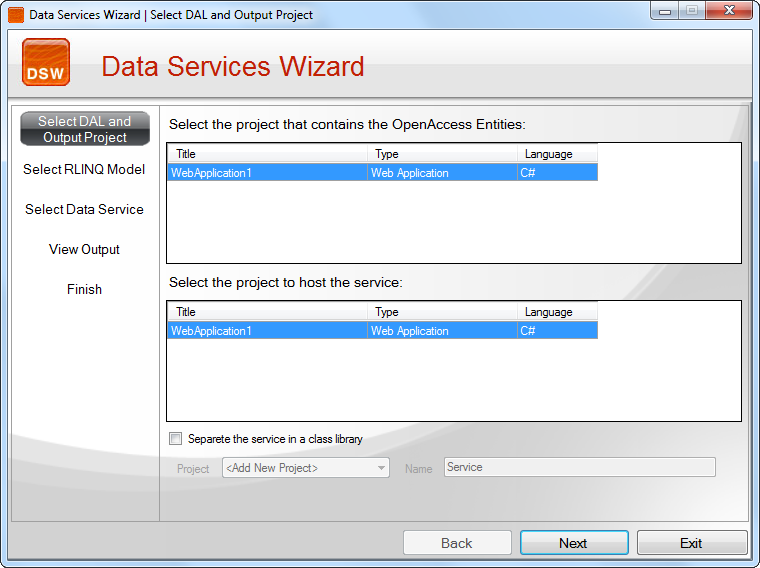 Data Services Wizard | Select DAL and Output Project
DSW
Data Services Wizard
Select DAL and
Output Project
Select RLINQ Model
Select Data Service
View Output
Finish
Select the project that contains the OpenAccess Entities:
Title Type Language
WebApplication1 Web Application C#
Select the project to host the service:
Title Type Language
WebApplication1 Web Application C#
Separete the service in a class library
Project <Add New Project> Name Service
Back Next Exit